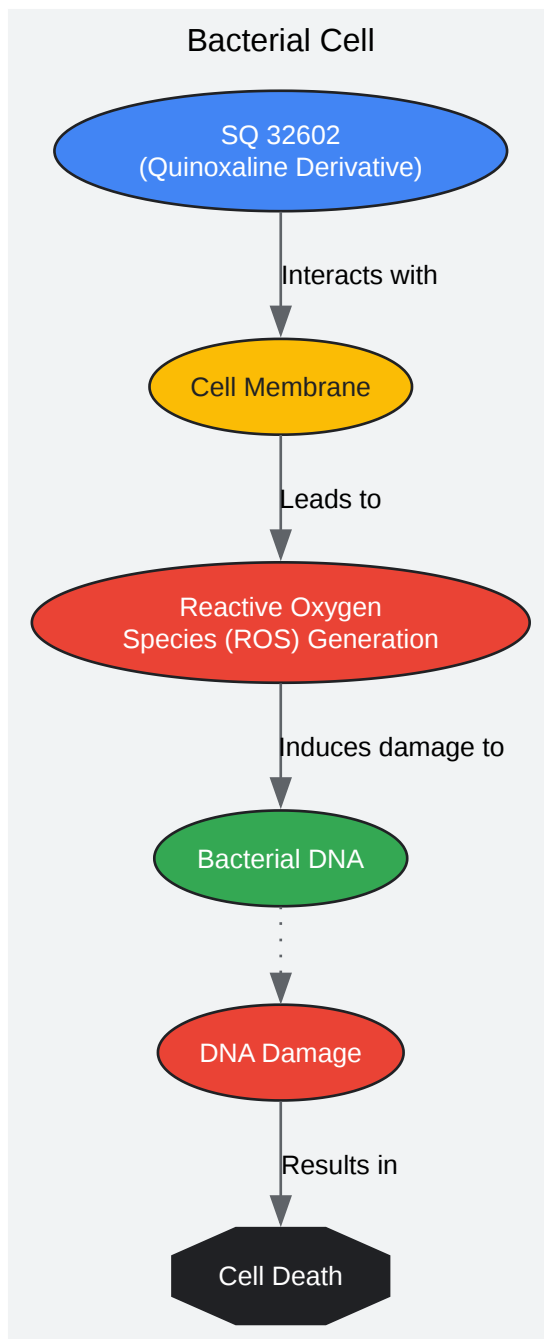 Bacterial Cell
SQ 32602
(Quinoxaline Derivative)
Interacts with
Cell Membrane
Leads to
Reactive Oxygen
Species (ROS) Generation
Induces damage to
Bacterial DNA
DNA Damage
Results in
Cell Death